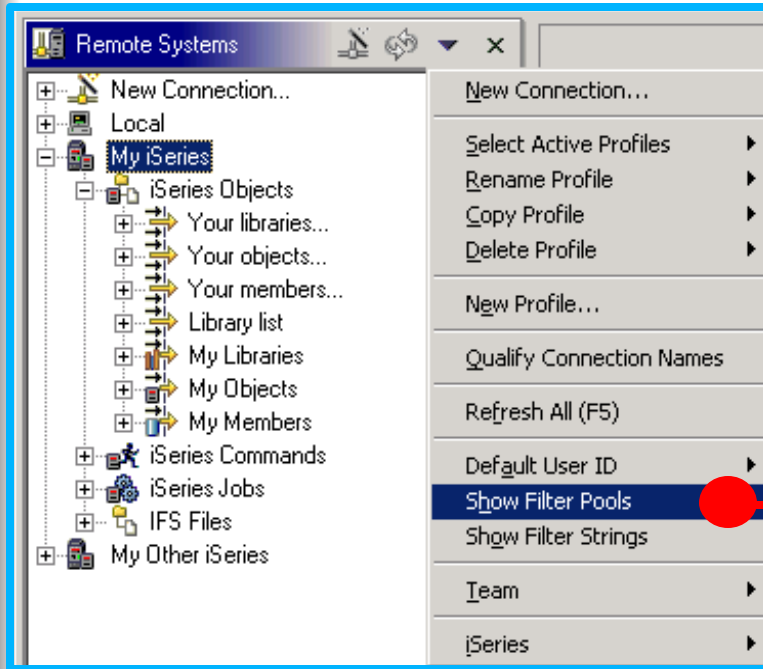 Remote Systems
New Connection...
Local
My iSeries
iSeries Objects
Your libraries...
Your objects...
Your members...
Library list
My Libraries
My Objects
My Members
iSeries Commands
iSeries Jobs
IFS Files
My Other iSeries
New Connection...
Select Active Profiles
Rename Profile
Copy Profile
Delete Profile
New Profile...
Qualify Connection Names
Refresh All (F5)
Default User ID
Show Filter Pools
Show Filter Strings
Team
iSeries